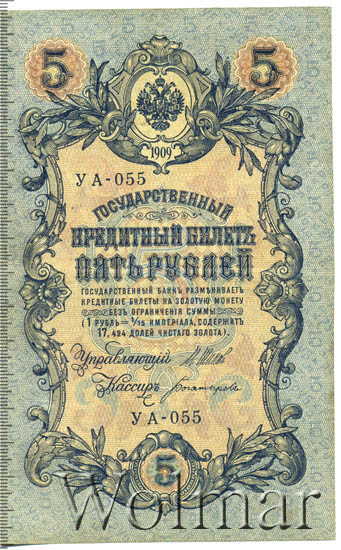 5 5
1909
УА-055
ГОСУДАРСТВЕННЫЙ
КРЕДИТНЫЙ БИЛЕТЪ
ПЯТЬ РУБЛЕЙ
ГОСУДАРСТВЕННЫЙ БАНКЪ РАЗМѢНИВАЕТЪ
КРЕДИТНЫЕ БИЛЕТЫ НА ЗОЛОТУЮ МОНЕТУ
БЕЗЪ ОГРАНИЧЕНІЯ СУММЫ
(1 РУБЛЬ = 1/15 ИМПЕРІАЛА, СОДЕРЖИТЪ
17,424 ДОЛЕЙ ЧИСТАГО ЗОЛОТА).
Управляющій
Кассиръ
УА-055
5
Wolmar